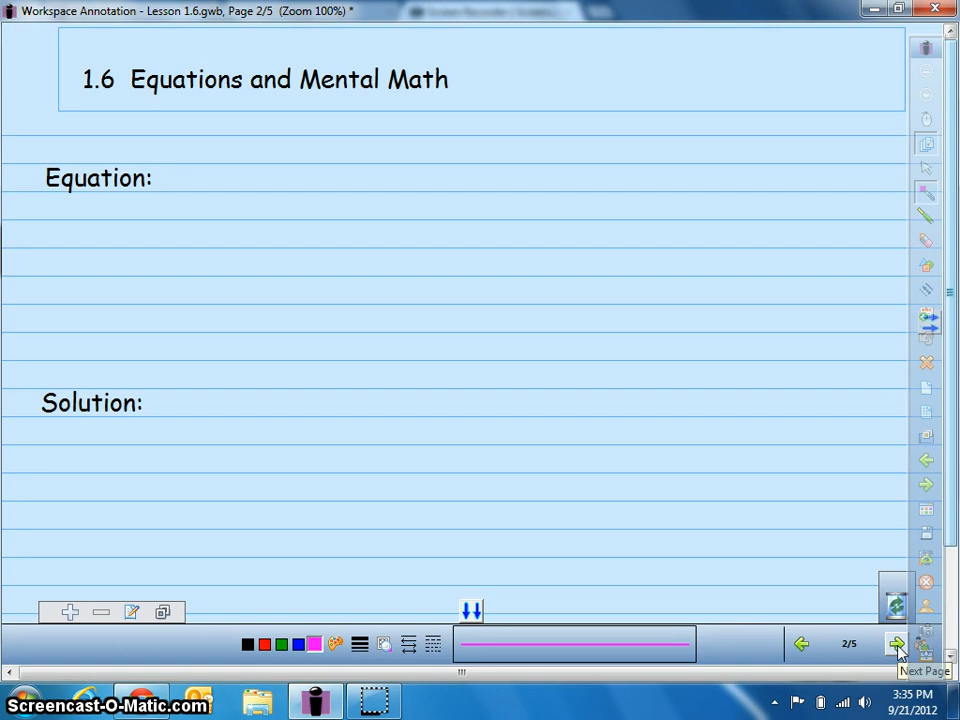 Workspace Annotation - Lesson 1.6.gwb, Page 2/5 (Zoom 100%) *
1.6 Equations and Mental Math
Equation:
Solution:
2/5
Next Page
3:35 PM
9/21/2012
Screencast-O-Matic.com